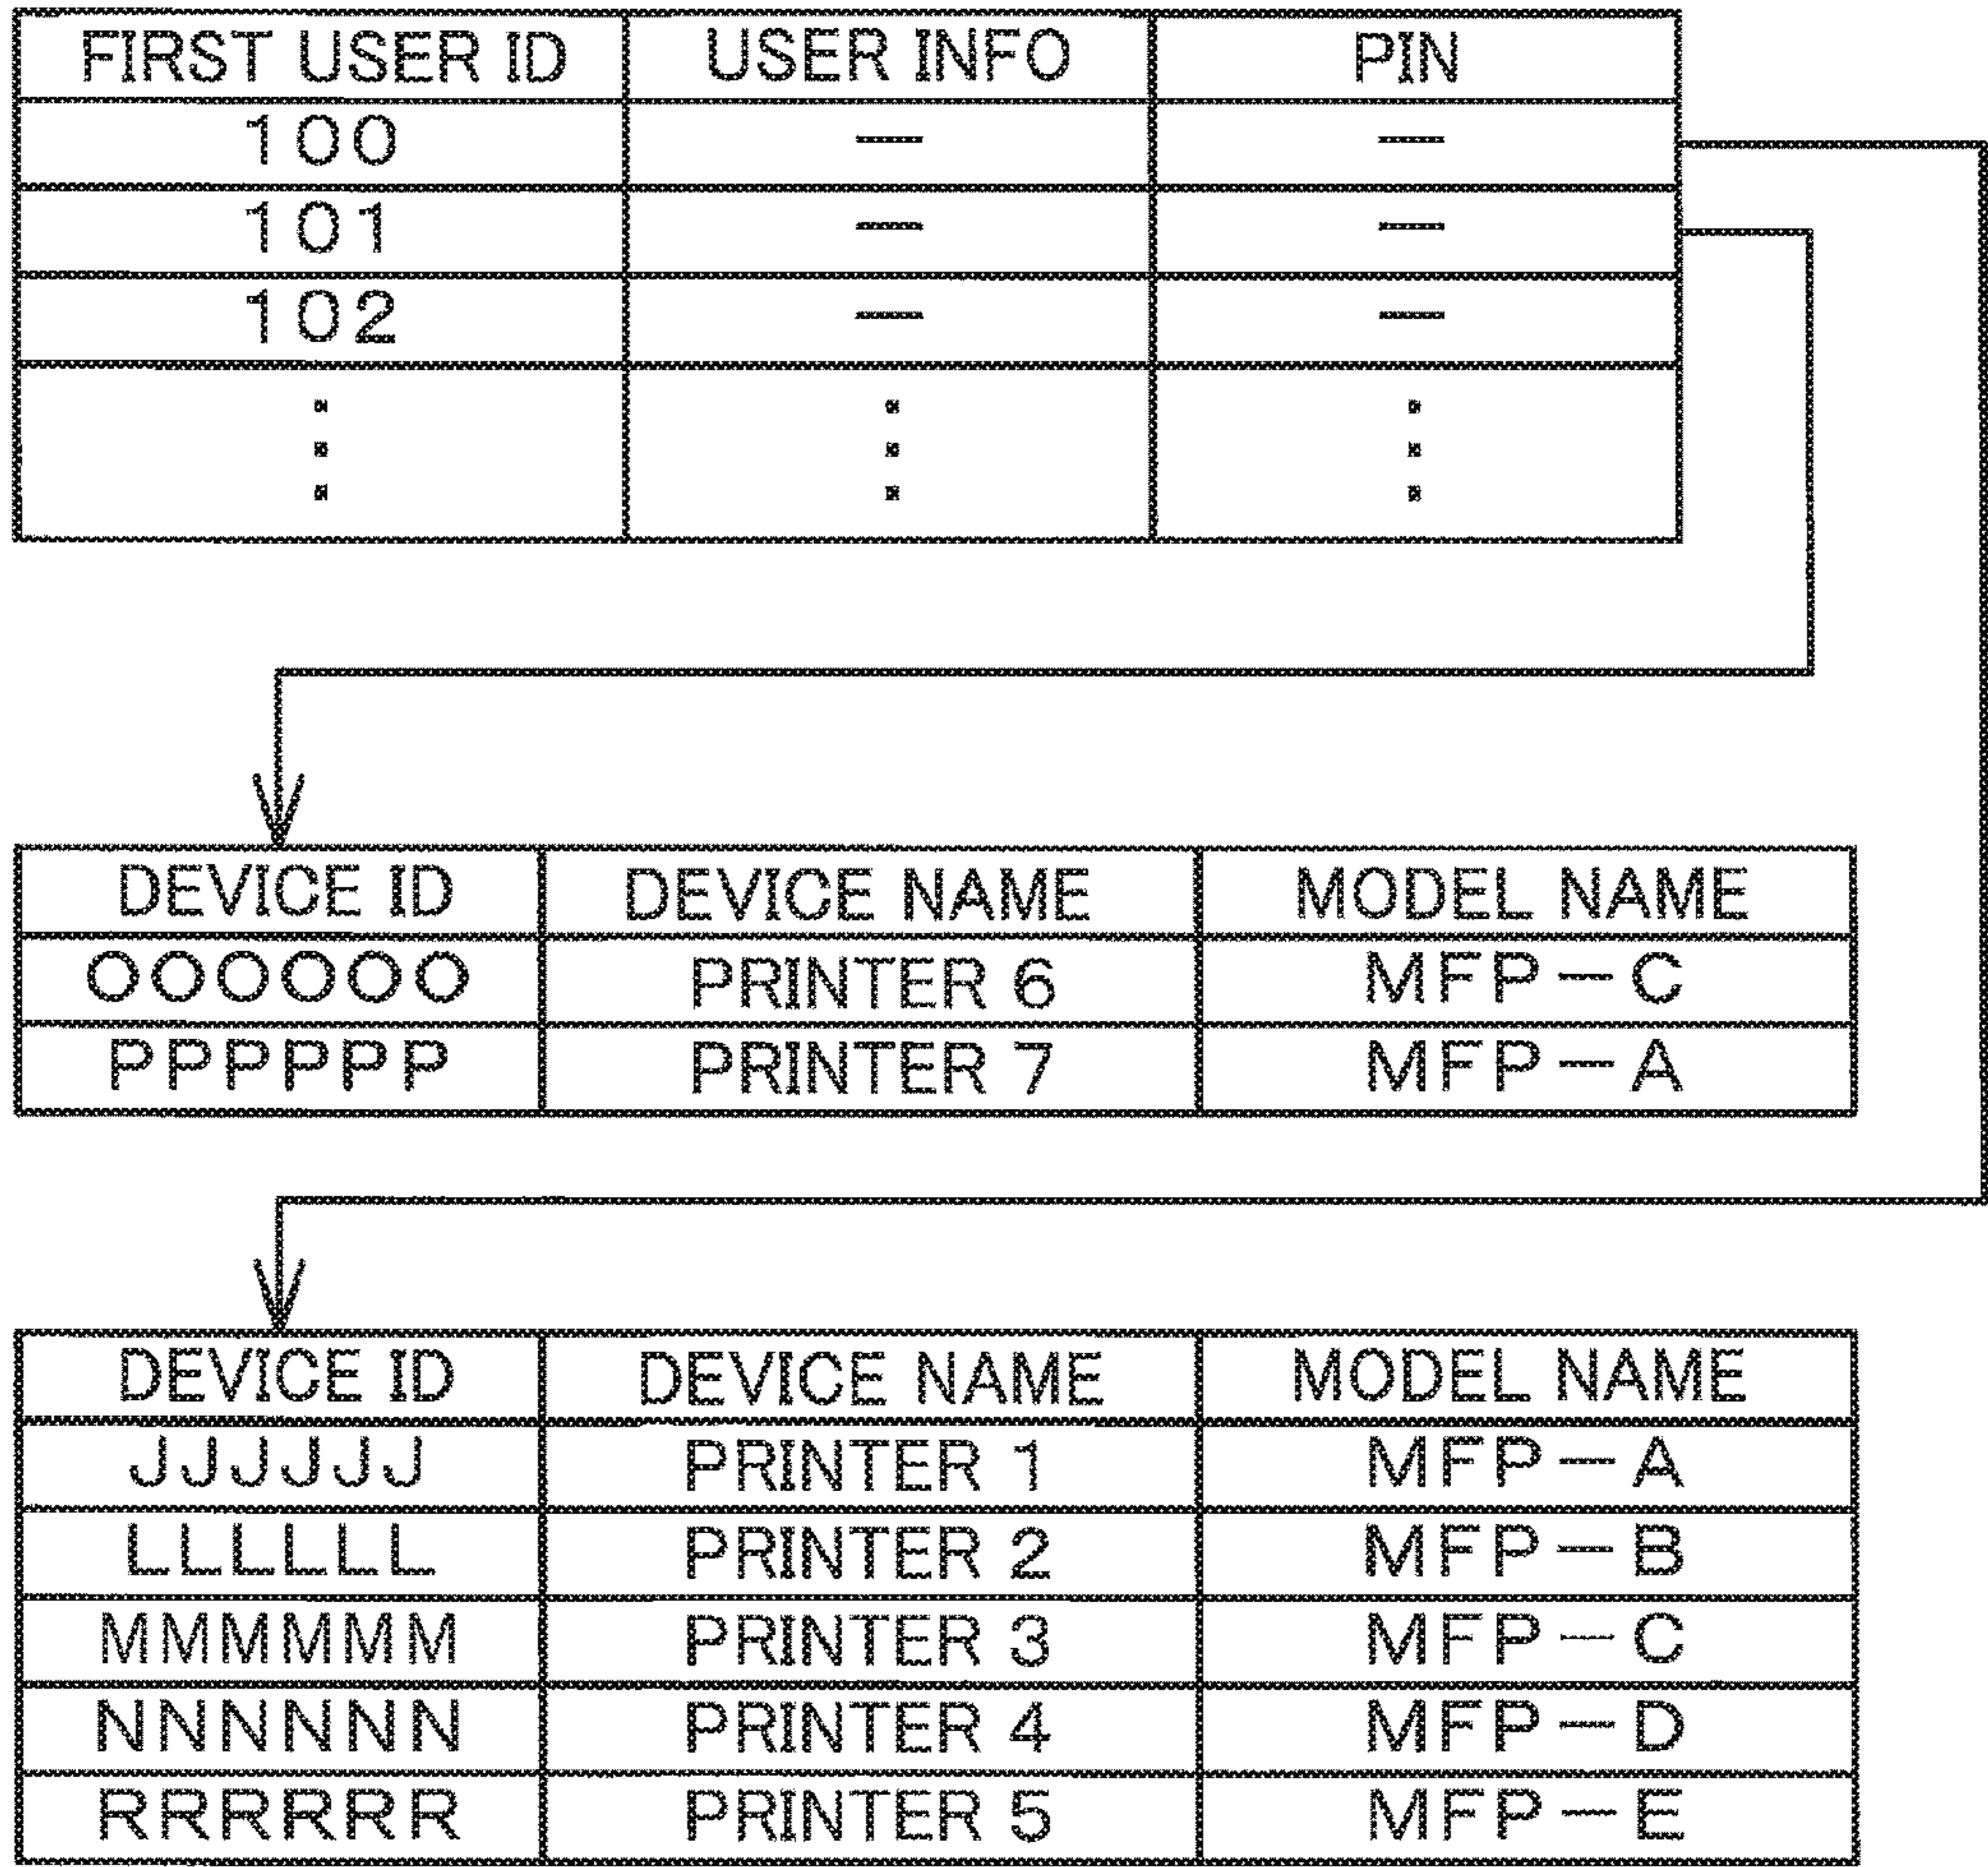 FIRST USER ID USER INFO PIN
100 — —
101 — —
102 — —
DEVICE ID DEVICE NAME MODEL NAME
OOOOOO PRINTER 6 MFP-C
PPPPPP PRINTER 7 MFP-A
DEVICE ID DEVICE NAME MODEL NAME
JJJJJJ PRINTER 1 MFP-A
LLLLLL PRINTER 2 MFP-B
MMMMMM PRINTER 3 MFP-C
NNNNNN PRINTER 4 MFP-D
RRRRRR PRINTER 5 MFP-E